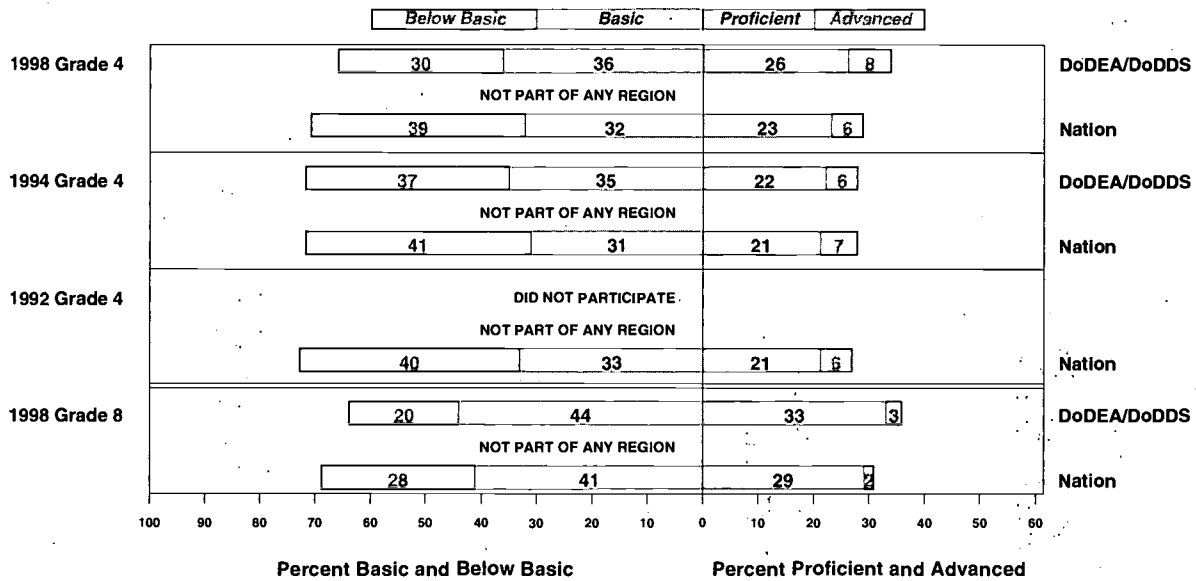 Below Basic Basic Proficient Advanced
1998 Grade 4 30 36 26 8 DoDEA/DoDDS
NOT PART OF ANY REGION
39 32 23 6 Nation
1994 Grade 4 37 35 22 6 DoDEA/DoDDS
NOT PART OF ANY REGION
41 31 21 7 Nation
1992 Grade 4 DID NOT PARTICIPATE
NOT PART OF ANY REGION
40 33 21 6 Nation
1998 Grade 8 20 44 33 3 DoDEA/DoDDS
NOT PART OF ANY REGION
28 41 29 2 Nation
100 90 80 70 60 50 40 30 20 10 0 10 20 30 40 50 60
Percent Basic and Below Basic Percent Proficient and Advanced